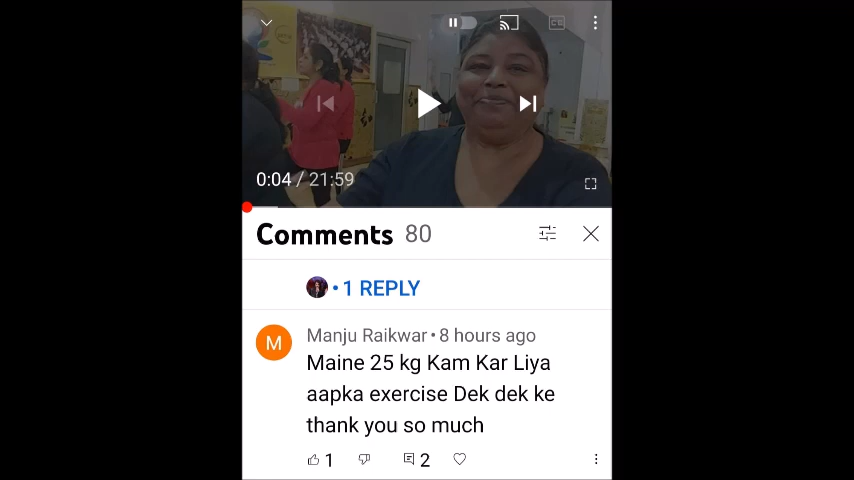 0:04 / 21:59
Comments 80
• 1 REPLY
M
Manju Raikwar • 8 hours ago
Maine 25 kg Kam Kar Liya
aapka exercise Dek dek ke
thank you so much
1 2